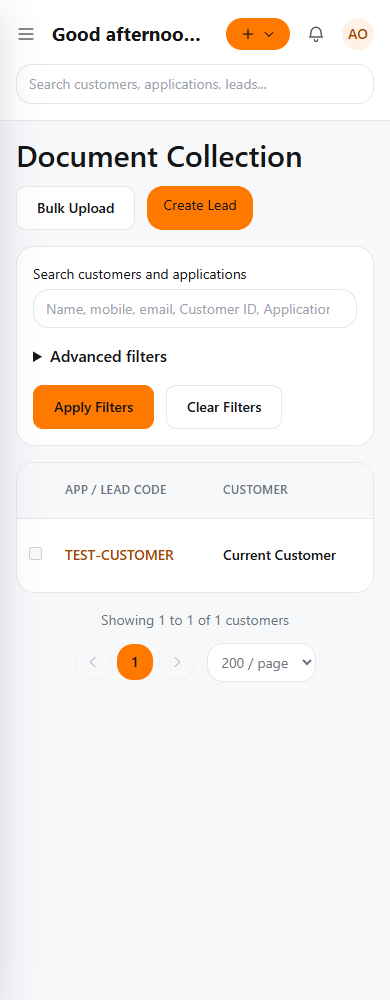 Good afternoo...
AO
Search customers, applications, leads...
Document Collection
Bulk Upload
Create Lead
Search customers and applications
Name, mobile, email, Customer ID, Application
Advanced filters
Apply Filters
Clear Filters
APP / LEAD CODE CUSTOMER
TEST-CUSTOMER Current Customer
Showing 1 to 1 of 1 customers
1
200 / page